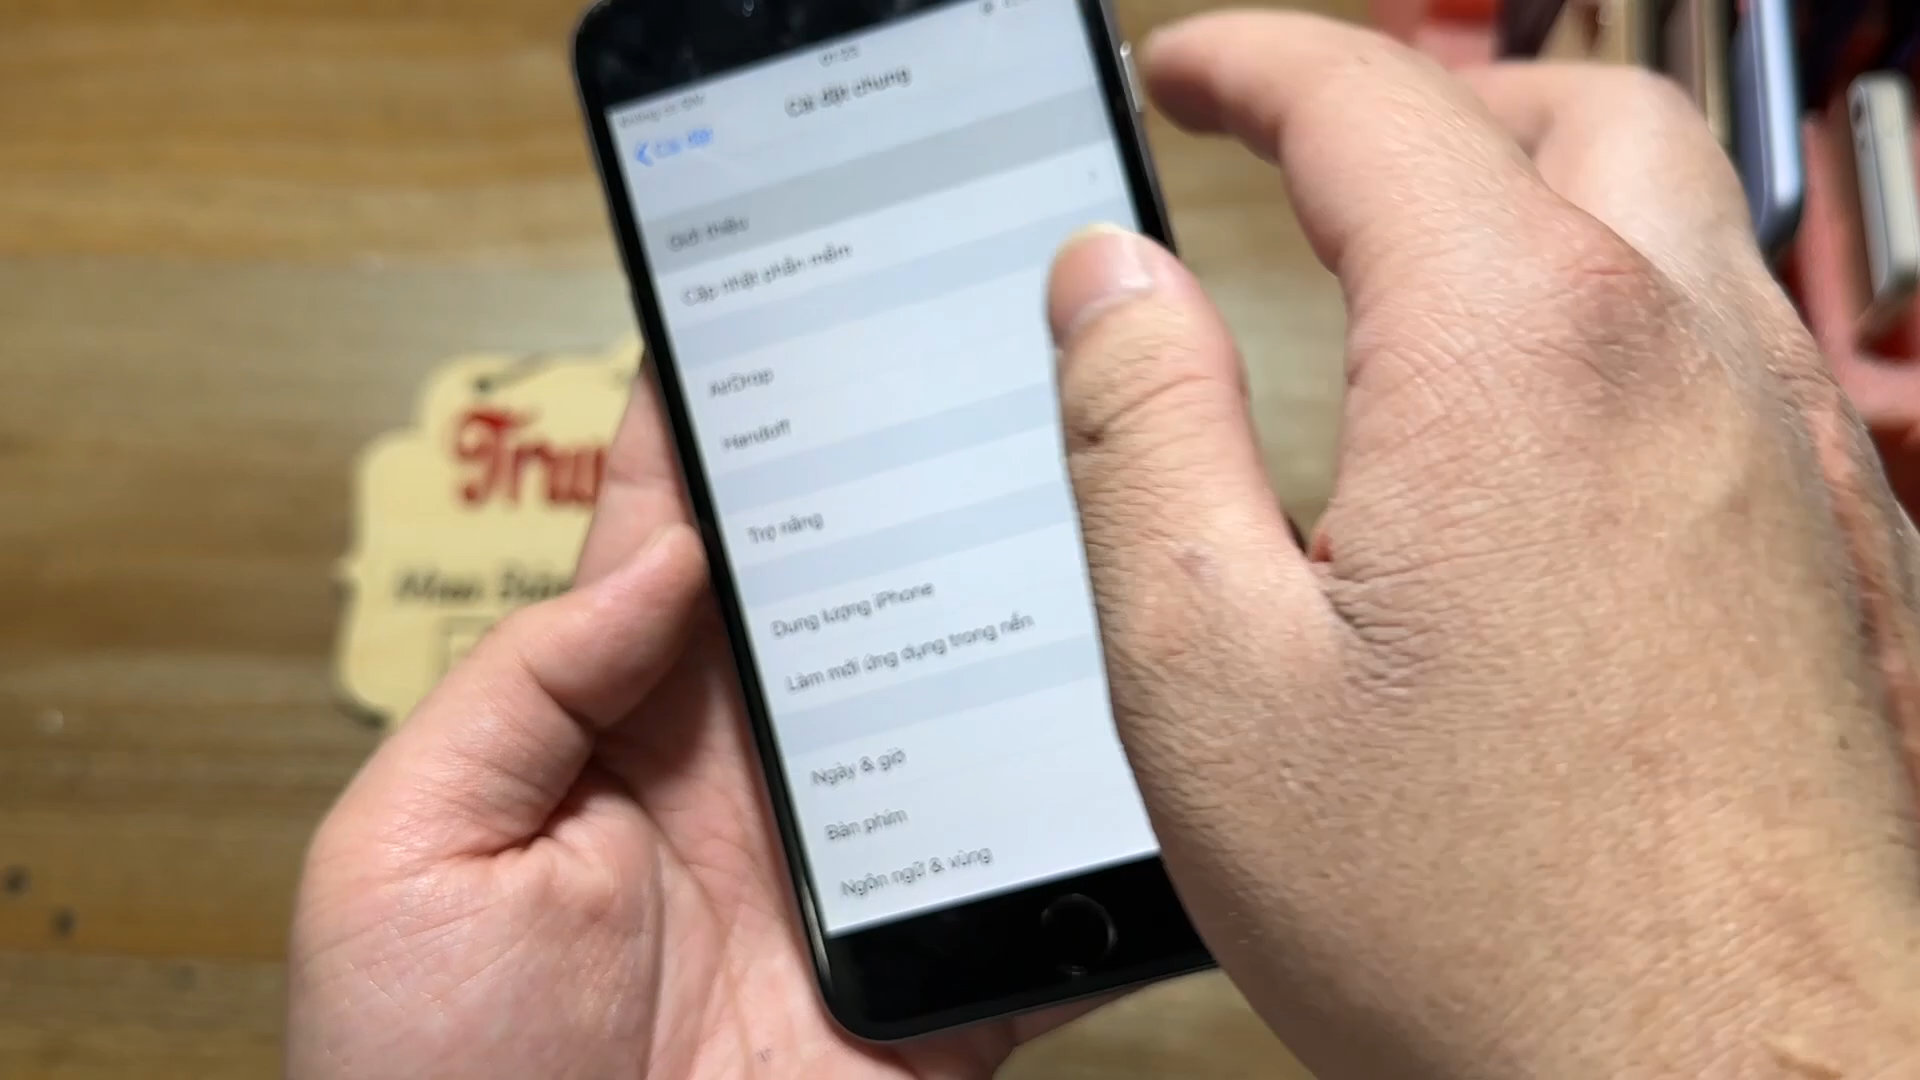 Cài đặt chung
Cài đặt
Giới thiệu
Cập nhật phần mềm
AirDrop
Handoff
Trợ năng
Dung lượng iPhone
Làm mới ứng dụng trong nền
Ngày & giờ
Bàn phím
Ngôn ngữ & vùng